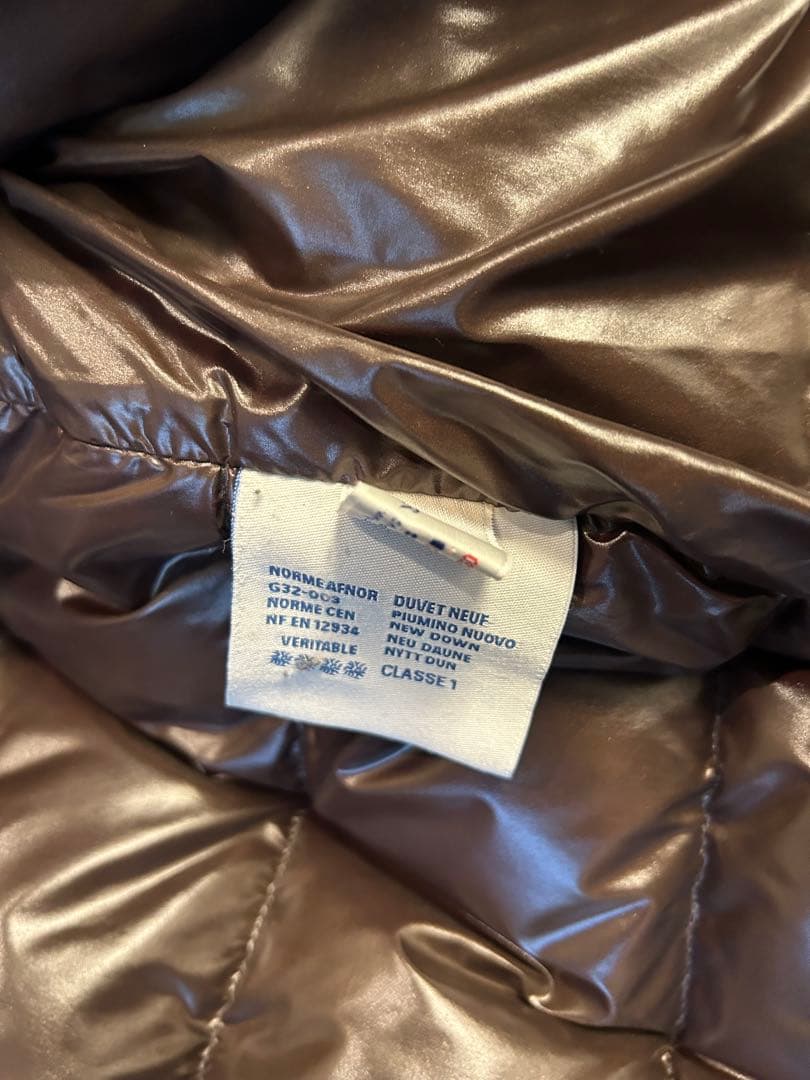 NORME AFNOR
G32-003
NORME CEN
NF EN 12934
VERITABLE
DUVET NEUF
PIUMINO NUOVO
NEW DOWN
NEU DAUNE
NYTT DUN
CLASSE 1